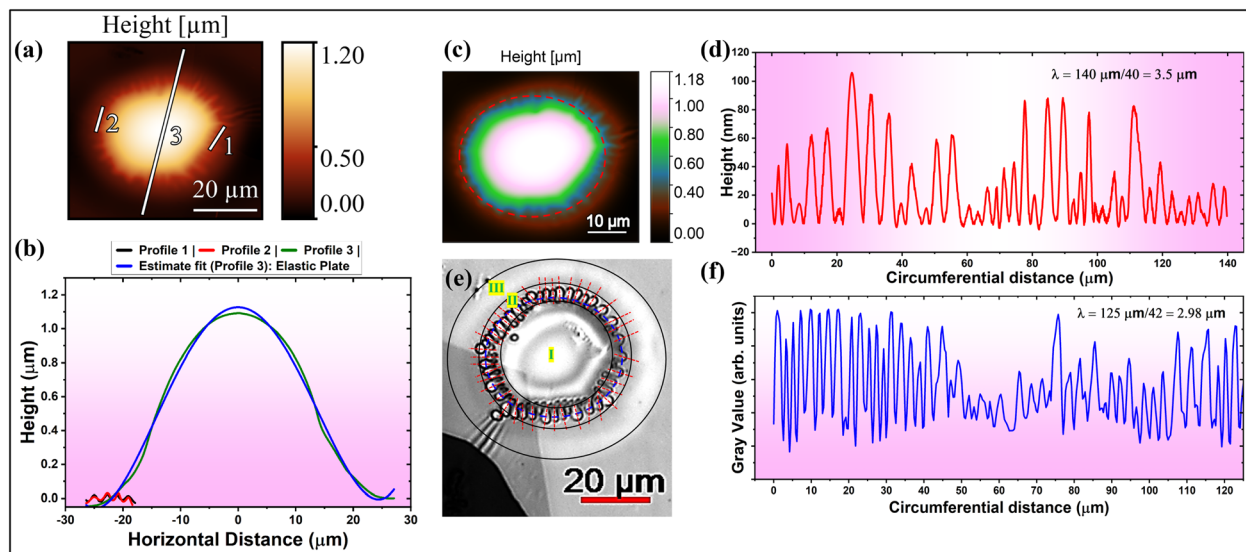 (a)
Height [µm]
1.20
0.50
0.00
1
2
3
20 µm
(b)
Profile 1 | Profile 2 | Profile 3 |
Estimate fit (Profile 3): Elastic Plate
Height (µm)
1.2
1.0
0.8
0.6
0.4
0.2
0.0
-30 -20 -10 0 10 20 30
Horizontal Distance (µm)
(c)
Height [µm]
1.18
1.00
0.80
0.60
0.40
0.20
0.00
10 µm
(d)
λ = 140 µm/40 = 3.5 µm
Height (nm)
120
100
80
60
40
20
0
−20
0 20 40 60 80 100 120 140
Circumferential distance (µm)
(e)
III
II
I
20 µm
(f)
λ = 125 µm/42 = 2.98 µm
Gray Value (arb. units)
0 10 20 30 40 50 60 70 80 90 100 110 120
Circumferential distance (µm)